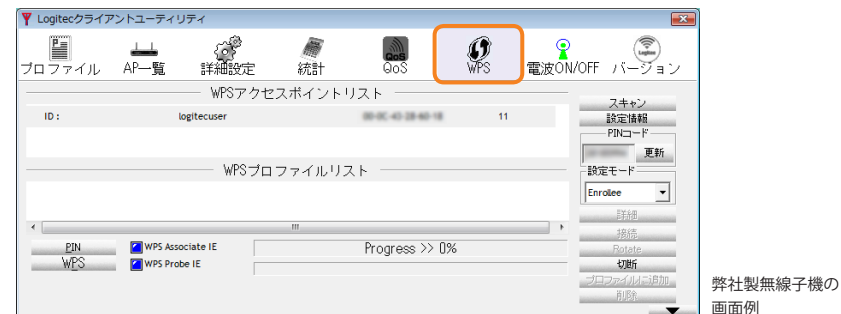 Logitecクライアントユーティリティ
プロファイル AP一覧 詳細設定 統計 QoS WPS 電波ON/OFF バージョン
WPSアクセスポイントリスト
ID : logitecuser 11
スキャン
設定情報
PINコード
更新
WPSプロファイルリスト
設定モード
Enrollee
詳細
接続
Rotate
切断
プロファイルに追加
削除
PIN WPS Associate IE Progress >> 0%
WPS WPS Probe IE
弊社製無線子機の
画面例